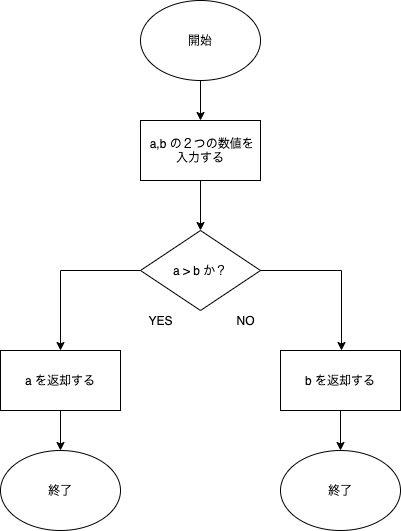 開始
a,b の２つの数値を
入力する
a > b か？
YES
NO
a を返却する
b を返却する
終了
終了